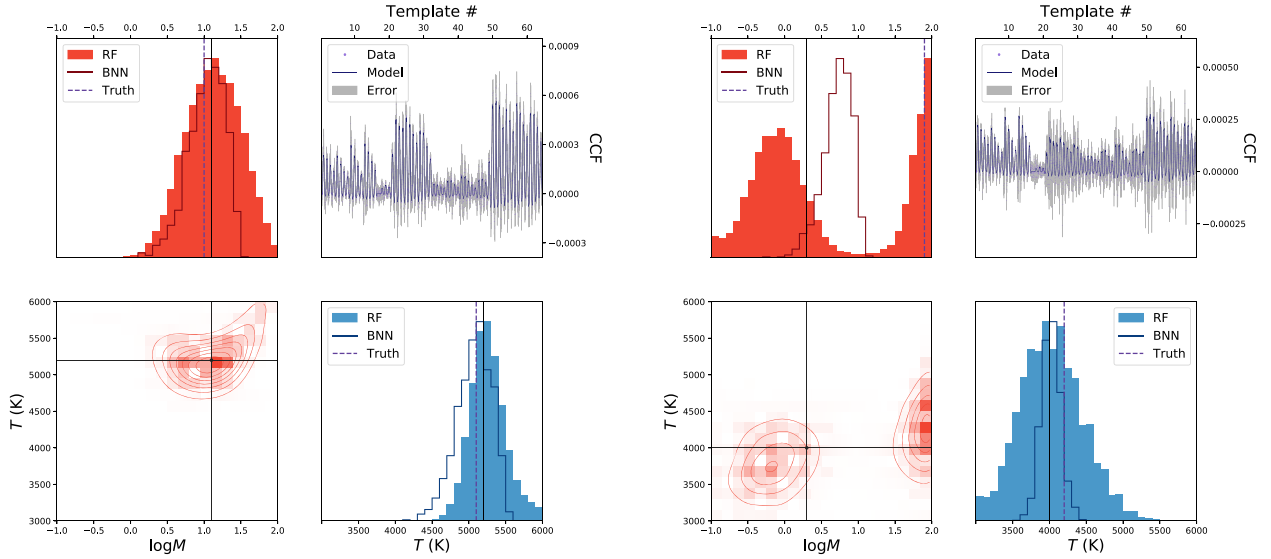 Template #
−1.0 −0.5 0.0 0.5 1.0 1.5 2.0
10 20 30 40 50 60
RF
BNN
Truth
Data
Model
Error
0.0009
0.0006
0.0003
0.0000
−0.0003
CCF
Template #
−1.0 −0.5 0.0 0.5 1.0 1.5 2.0
10 20 30 40 50 60
RF
BNN
Truth
Data
Model
Error
0.00050
0.00025
0.00000
−0.00025
CCF
6000
5500
5000
4500
4000
3500
3000
T (K)
−1.0 −0.5 0.0 0.5 1.0 1.5 2.0
logM
RF
BNN
Truth
4000 4500 5000 5500 6000
T (K)
6000
5500
5000
4500
4000
3500
3000
T (K)
−1.0 −0.5 0.0 0.5 1.0 1.5 2.0
logM
RF
BNN
Truth
3500 4000 4500 5000 5500 6000
T (K)